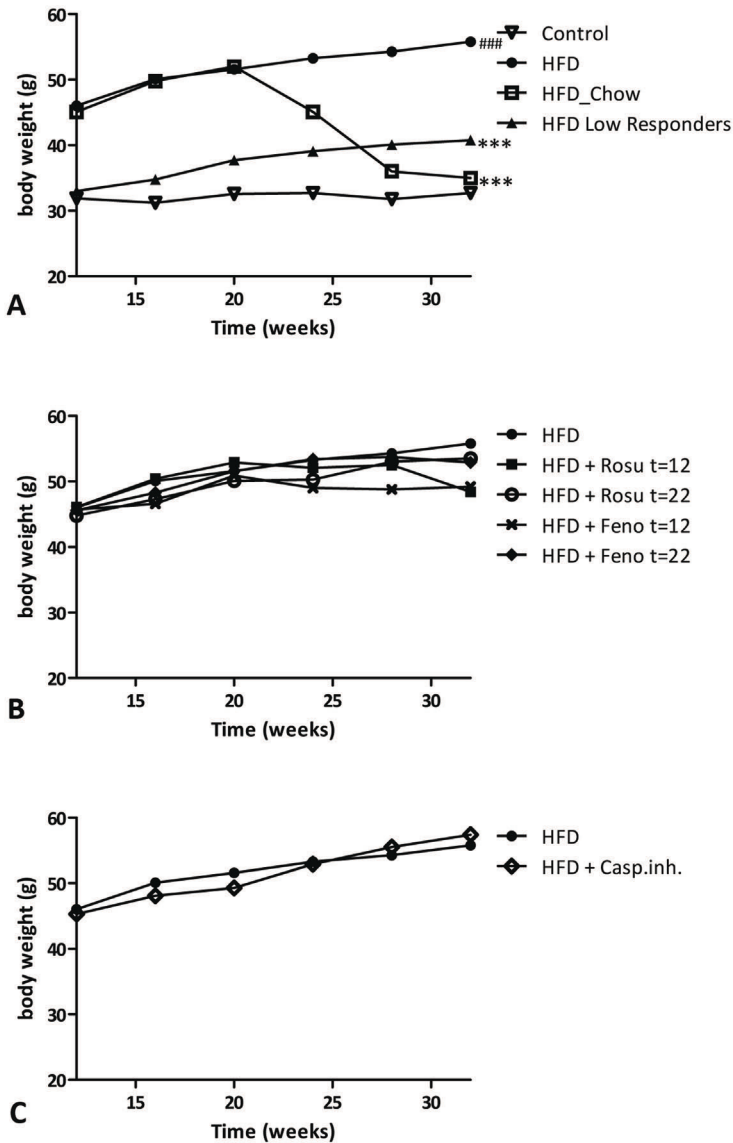 60
50
40
30
20
body weight (g)
15
20
25
30
Time (weeks)
###
***
***
Control
HFD
HFD_Chow
HFD Low Responders
A
60
50
40
30
20
body weight (g)
15
20
25
30
Time (weeks)
HFD
HFD + Rosu t=12
HFD + Rosu t=22
HFD + Feno t=12
HFD + Feno t=22
B
60
50
40
30
20
body weight (g)
15
20
25
30
Time (weeks)
HFD
HFD + Casp.inh.
C